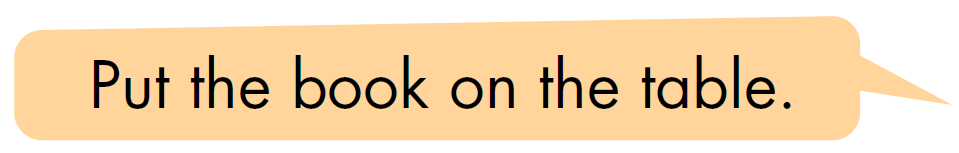 Put the book on the table.